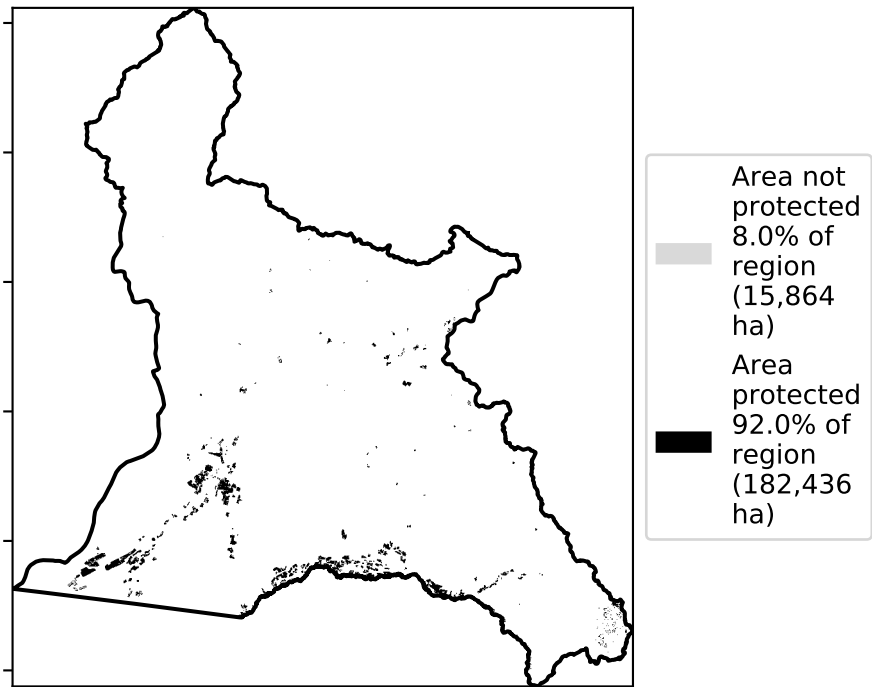 Area not
protected
8.0% of
region
(15,864
ha)
Area
protected
92.0% of
region
(182,436
ha)